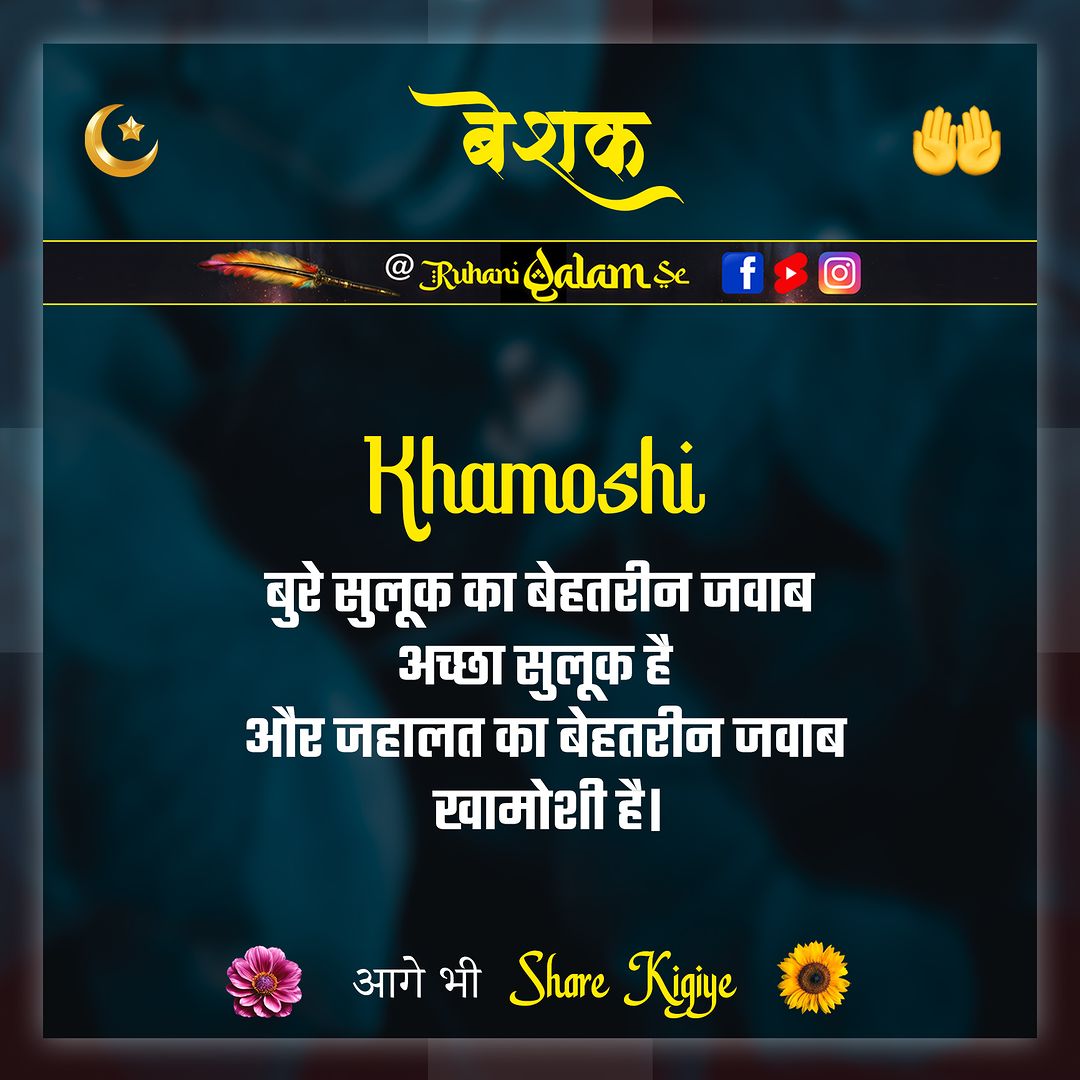 बेशक
@ Ruhani Qalam Se
Khamoshi
बुरे सुलूक का बेहतरीन जवाब
अच्छा सुलूक है
और जहालत का बेहतरीन जवाब
खामोशी है।
आगे भी Share Kigiye